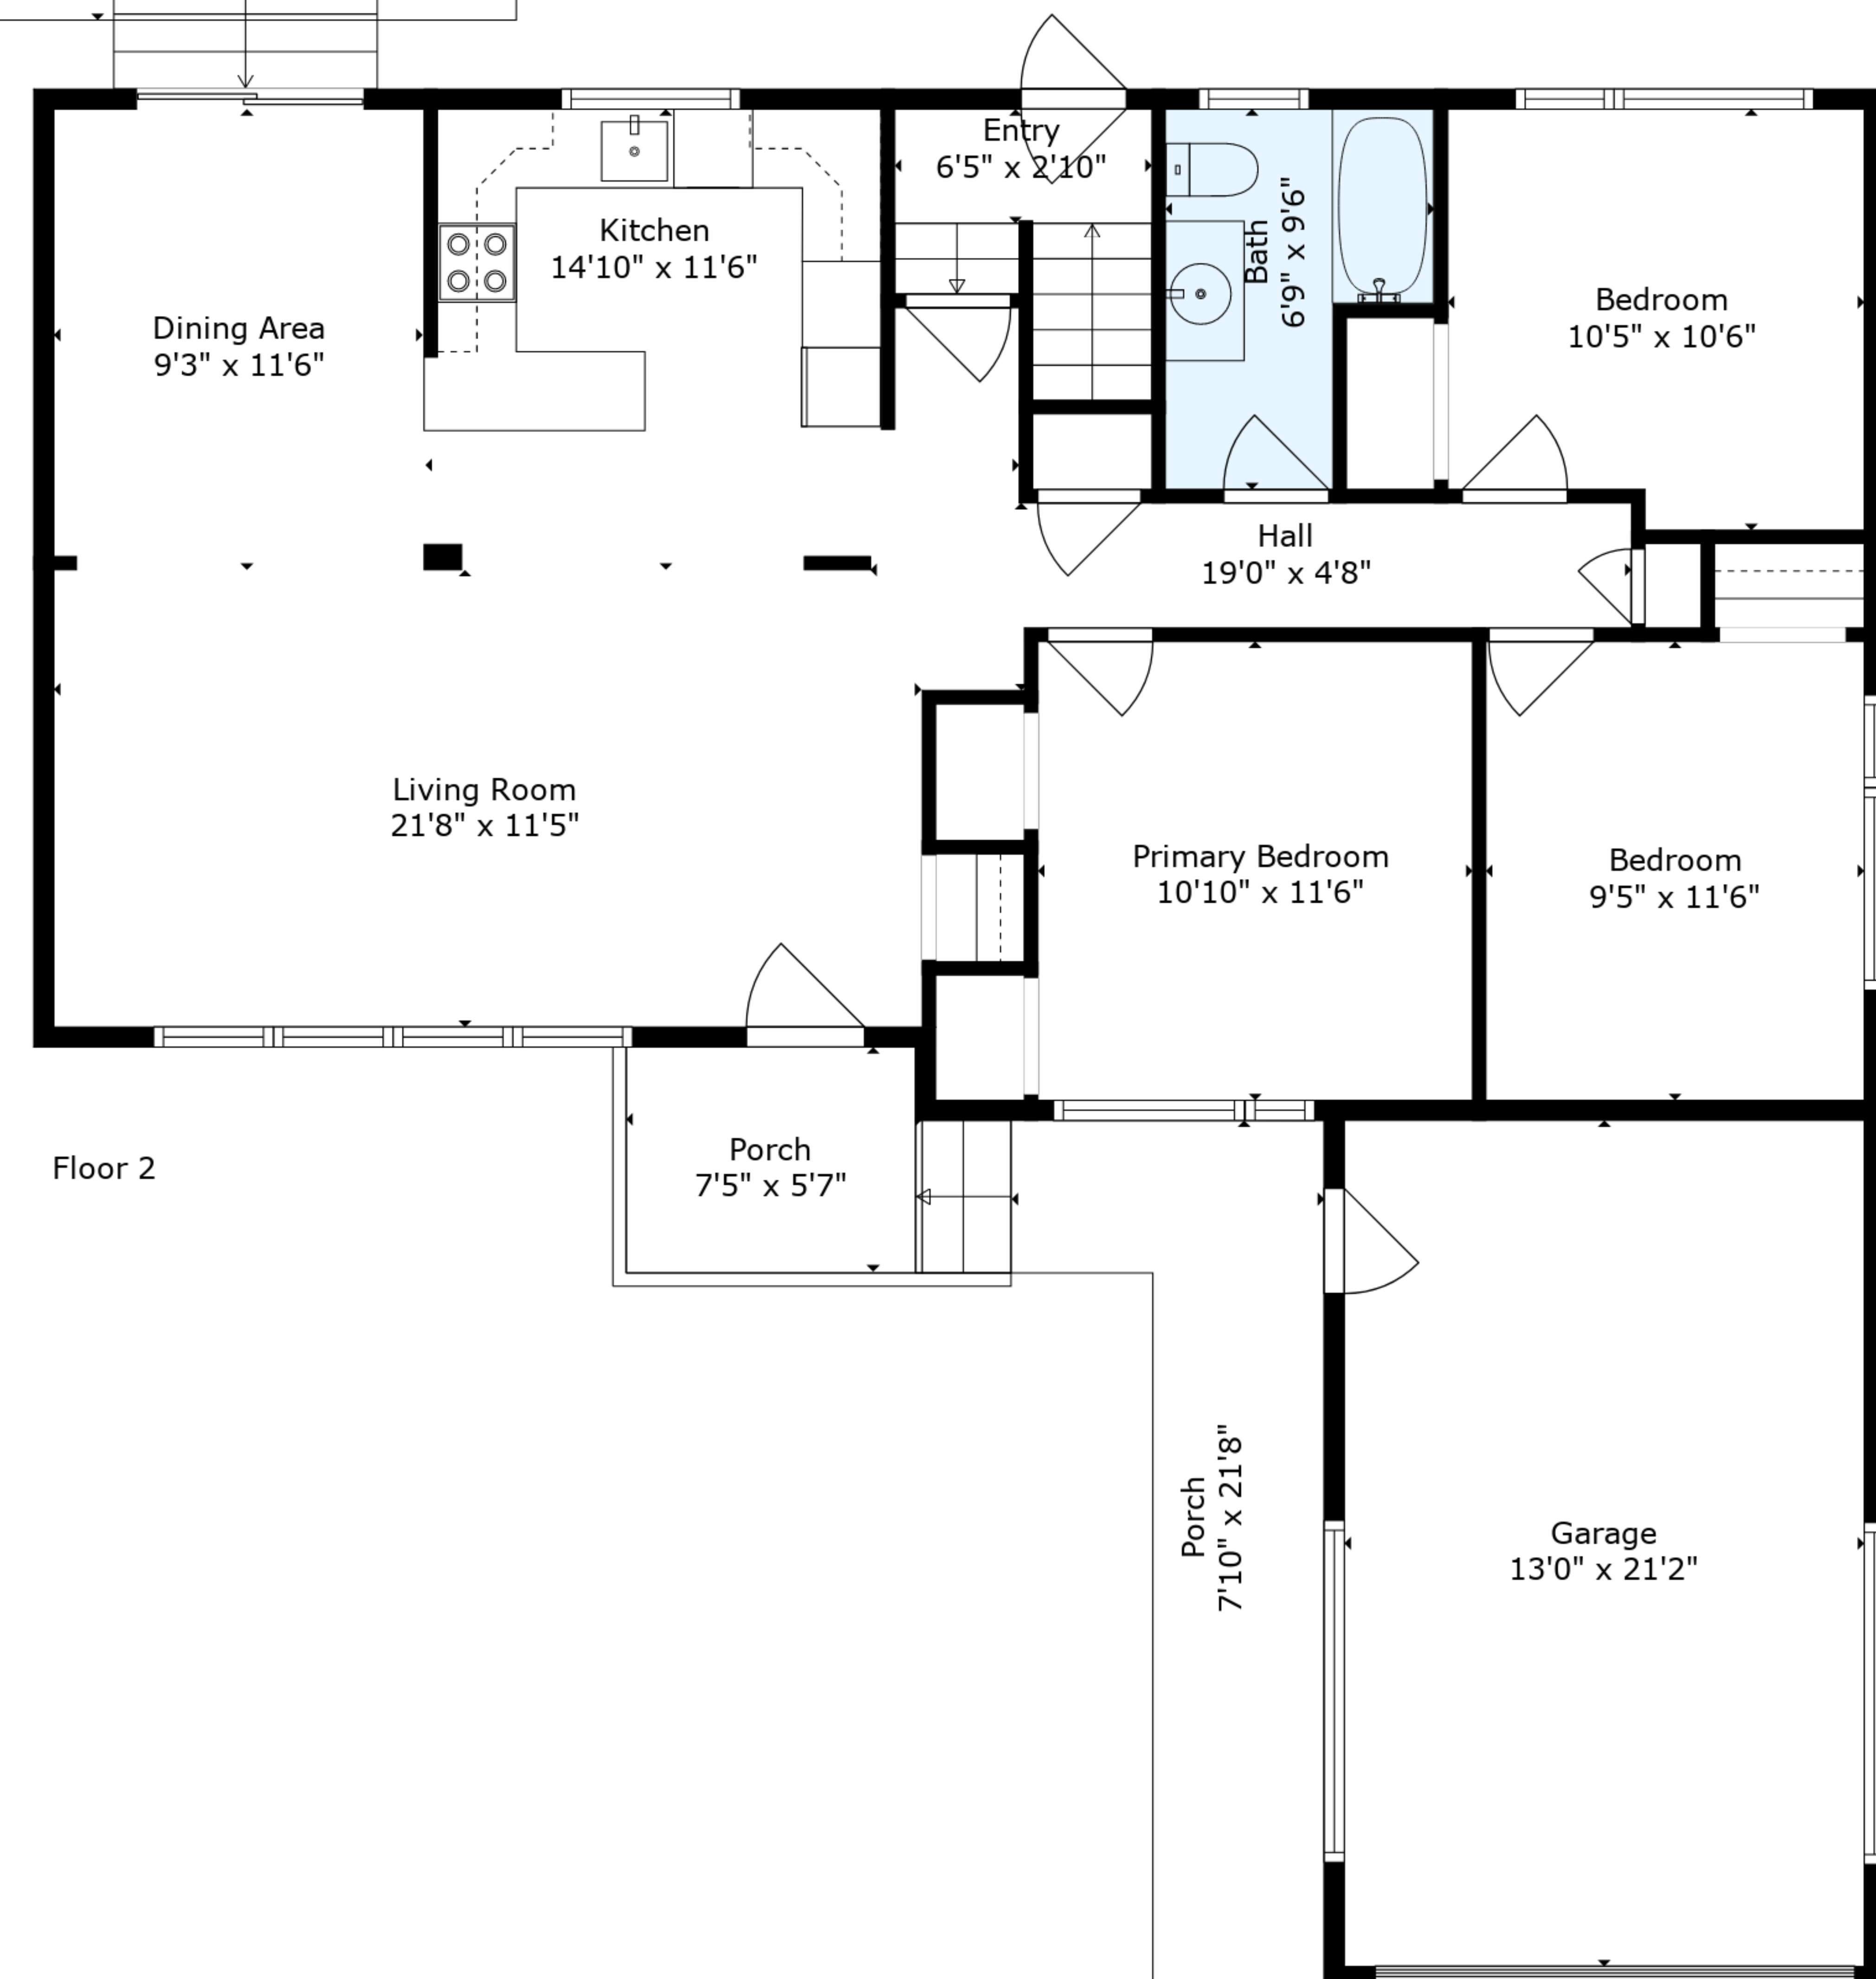 Entry
6'5" x 2'10"
Kitchen
14'10" x 11'6"
Bath
6'9" x 9'6"
Bedroom
10'5" x 10'6"
Dining Area
9'3" x 11'6"
Hall
19'0" x 4'8"
Living Room
21'8" x 11'5"
Primary Bedroom
10'10" x 11'6"
Bedroom
9'5" x 11'6"
Porch
7'5" x 5'7"
Floor 2
Porch
7'10" x 21'8"
Garage
13'0" x 21'2"